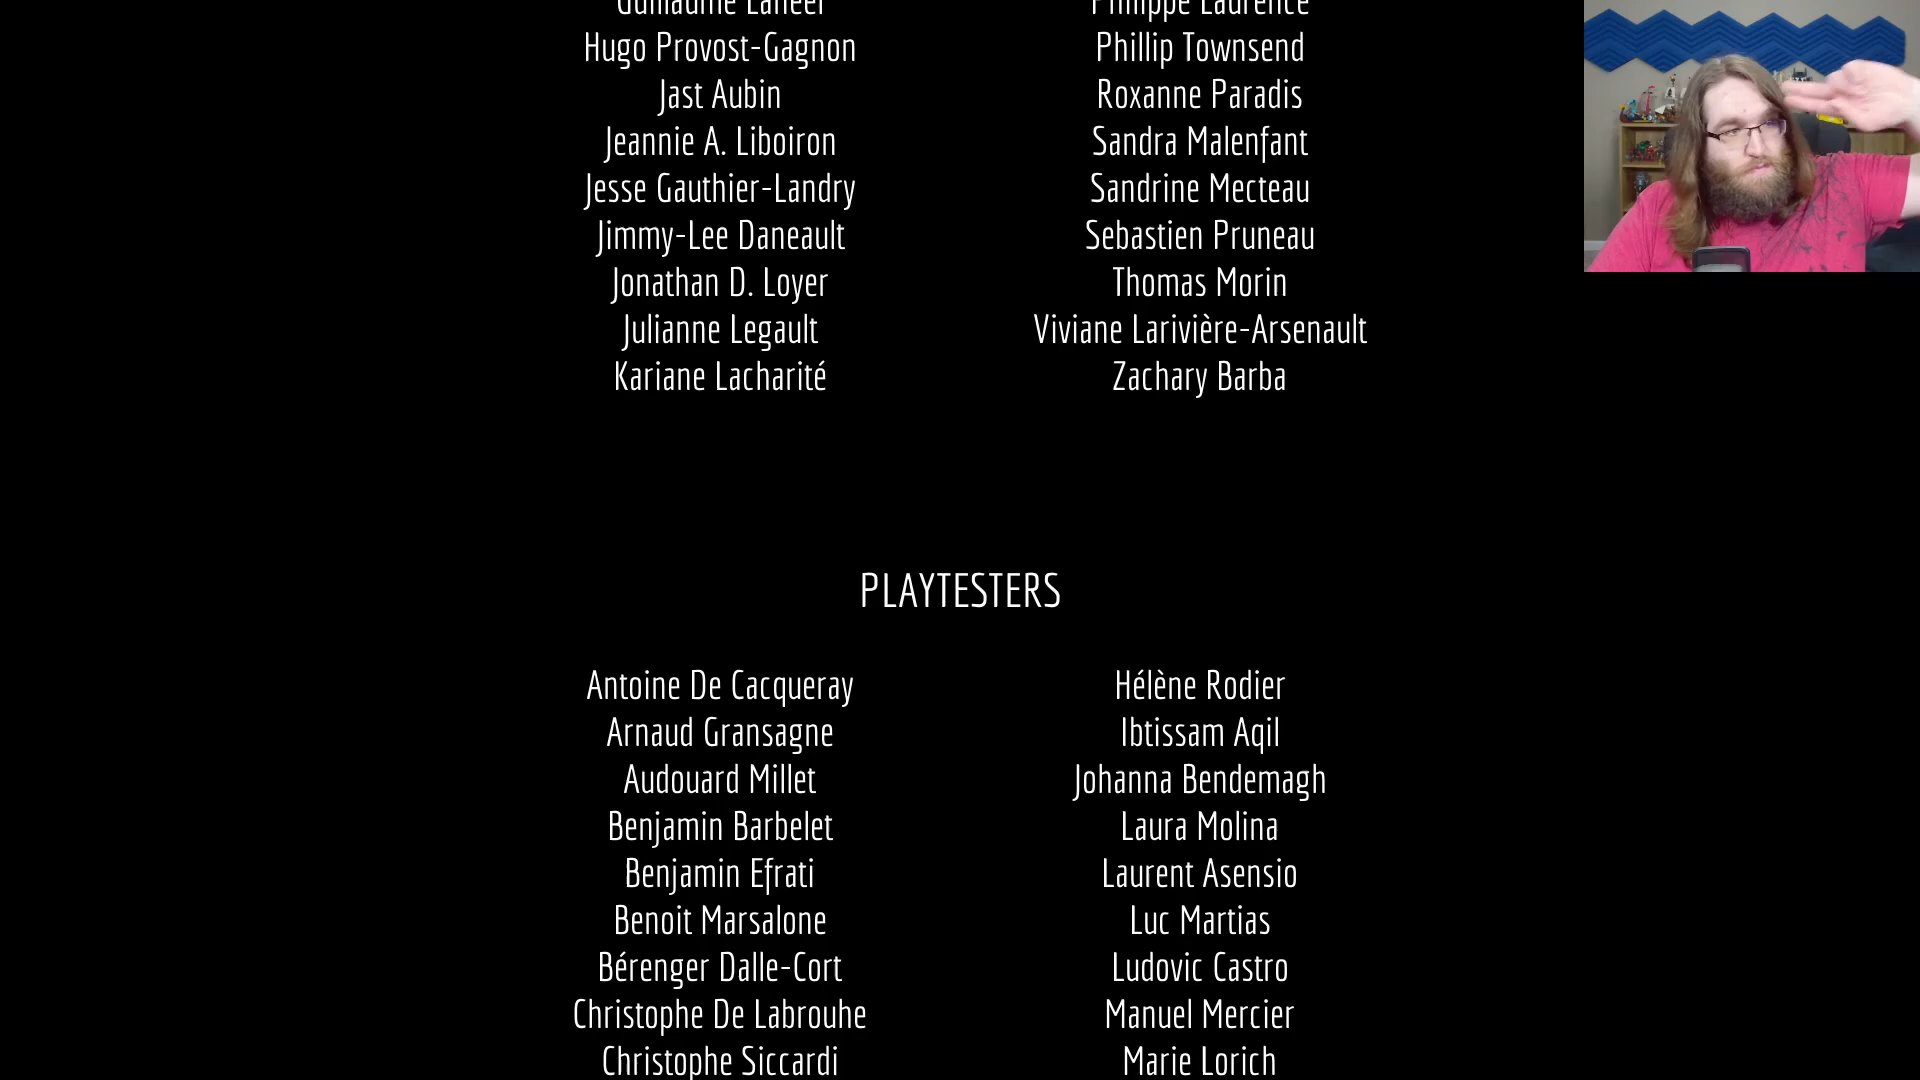 Guillaume
Philippe Laurence
Hugo Provost-Gagnon
Phillip Townsend
Jast Aubin
Roxanne Paradis
Jeannie A. Liboiron
Sandra Malenfant
Jesse Gauthier-Landry
Sandrine Mecteau
Jimmy-Lee Daneault
Sebastien Pruneau
Jonathan D. Loyer
Thomas Morin
Julianne Legault
Viviane Larivière-Arsenault
Kariane Lacharité
Zachary Barba
PLAYTESTERS
Antoine De Cacqueray
Hélène Rodier
Arnaud Gransagne
Ibtissam Aqil
Audouard Millet
Johanna Bendemagh
Benjamin Barbelet
Laura Molina
Benjamin Efrati
Laurent Asensio
Benoit Marsalone
Luc Martias
Bérenger Dalle-Cort
Ludovic Castro
Christophe De Labrouhe
Manuel Mercier
Christophe Siccardi
Marie Lorich